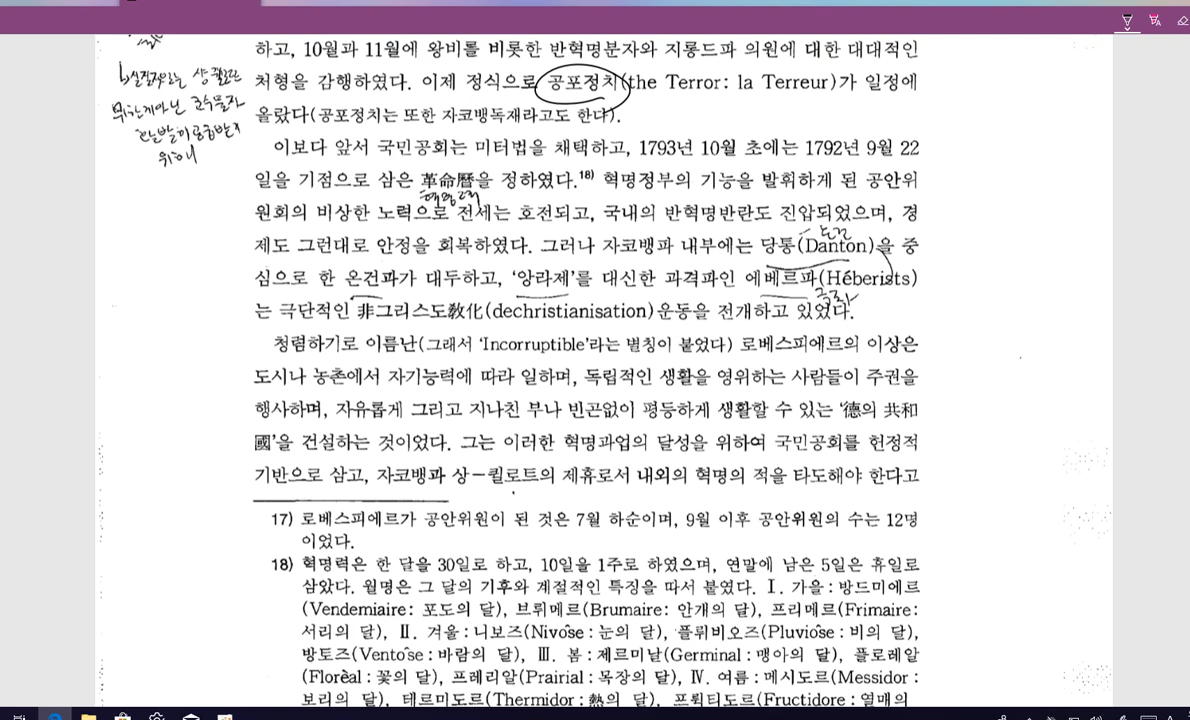 하고, 10월과 11월에 왕비를 비롯한 반혁명분자와 지롱드파 의원에 대한 대대적인
처형을 감행하였다. 이제 정식으로 공포정치(the Terror: la Terreur)가 일정에
올랐다(공포정치는 또한 자코뱅독재라고도 한다).
이보다 앞서 국민공회는 미터법을 채택하고, 1793년 10월 초에는 1792년 9월 22
일을 기점으로 삼은 革命曆을 정하였다.18) 혁명정부의 기능을 발휘하게 된 공안위
혁명력
원회의 비상한 노력으로 전세는 호전되고, 국내의 반혁명반란도 진압되었으며, 경
온건
제도 그런대로 안정을 회복하였다. 그러나 자코뱅파 내부에는 당통(Danton)을 중
심으로 한 온건파가 대두하고, '앙라제'를 대신한 과격파인 에베르파(Héberists)
는 극단적인 非그리스도敎化(dechristianisation)운동을 전개하고 있었다.
청렴하기로 이름난(그래서 'Incorruptible'라는 별칭이 붙었다) 로베스피에르의 이상은
도시나 농촌에서 자기능력에 따라 일하며, 독립적인 생활을 영위하는 사람들이 주권을
행사하며, 자유롭게 그리고 지나친 부나 빈곤없이 평등하게 생활할 수 있는 '德의 共和
國'을 건설하는 것이었다. 그는 이러한 혁명과업의 달성을 위하여 국민공회를 헌정적
기반으로 삼고, 자코뱅과 상-퀼로트의 제휴로서 내외의 혁명의 적을 타도해야 한다고
17) 로베스피에르가 공안위원이 된 것은 7월 하순이며, 9월 이후 공안위원의 수는 12명
이었다.
18) 혁명력은 한 달을 30일로 하고, 10일을 1주로 하였으며, 연말에 남은 5일은 휴일로
삼았다. 월명은 그 달의 기후와 계절적인 특징을 따서 붙였다. Ⅰ. 가을:방드미에르
(Vendemiaire: 포도의 달), 브뤼메르(Brumaire: 안개의 달), 프리메르(Frimaire:
서리의 달), Ⅱ. 겨울:니보즈(Nivôse:눈의 달), 플뤼비오즈(Pluviôse:비의 달),
방토즈(Ventôse:바람의 달), Ⅲ. 봄:제르미날(Germinal:맹아의 달), 플로레알
(Florèal:꽃의 달), 프레리알(Prairial:목장의 달), Ⅳ. 여름:메시도르(Messidor:
보리의 달), 테르미도르(Thermidor:熱의 달), 프뤽티도르(Fructidore:열매의